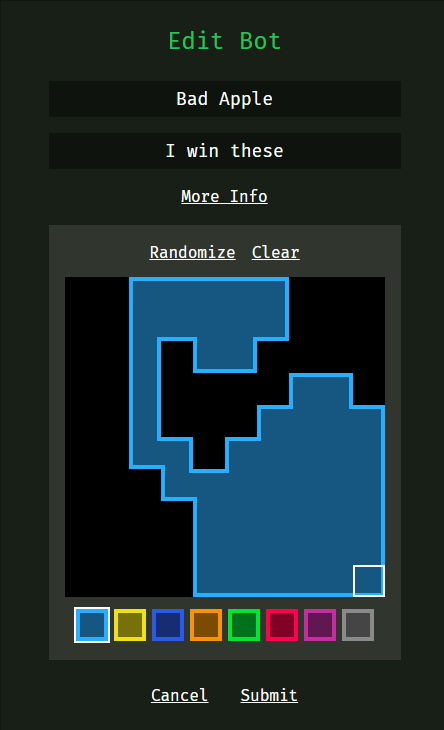 Edit Bot
Bad Apple
I win these
More Info
Randomize Clear
Cancel Submit